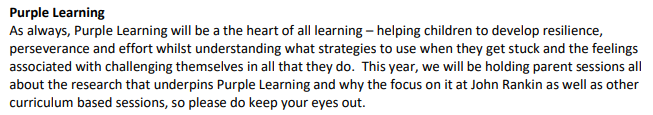 Purple Learning
As always, Purple Learning will be a the heart of all learning – helping children to develop resilience,
perseverance and effort whilst understanding what strategies to use when they get stuck and the feelings
associated with challenging themselves in all that they do.  This year, we will be holding parent sessions all
about the research that underpins Purple Learning and why the focus on it at John Rankin as well as other
curriculum based sessions, so please do keep your eyes out.